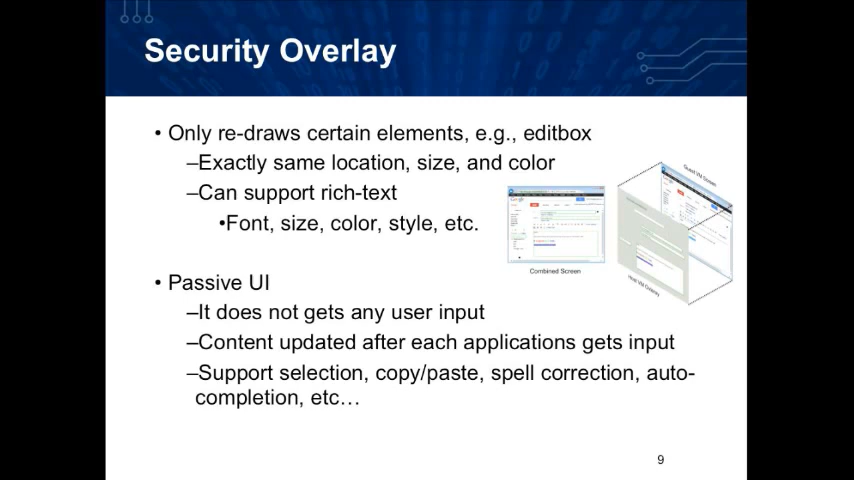 Security Overlay
• Only re-draws certain elements, e.g., editbox
–Exactly same location, size, and color
–Can support rich-text
•Font, size, color, style, etc.
Google
Combined Screen
Guest VM Screen
Host VM Overlay
• Passive UI
–It does not gets any user input
–Content updated after each applications gets input
–Support selection, copy/paste, spell correction, auto-
completion, etc…
9